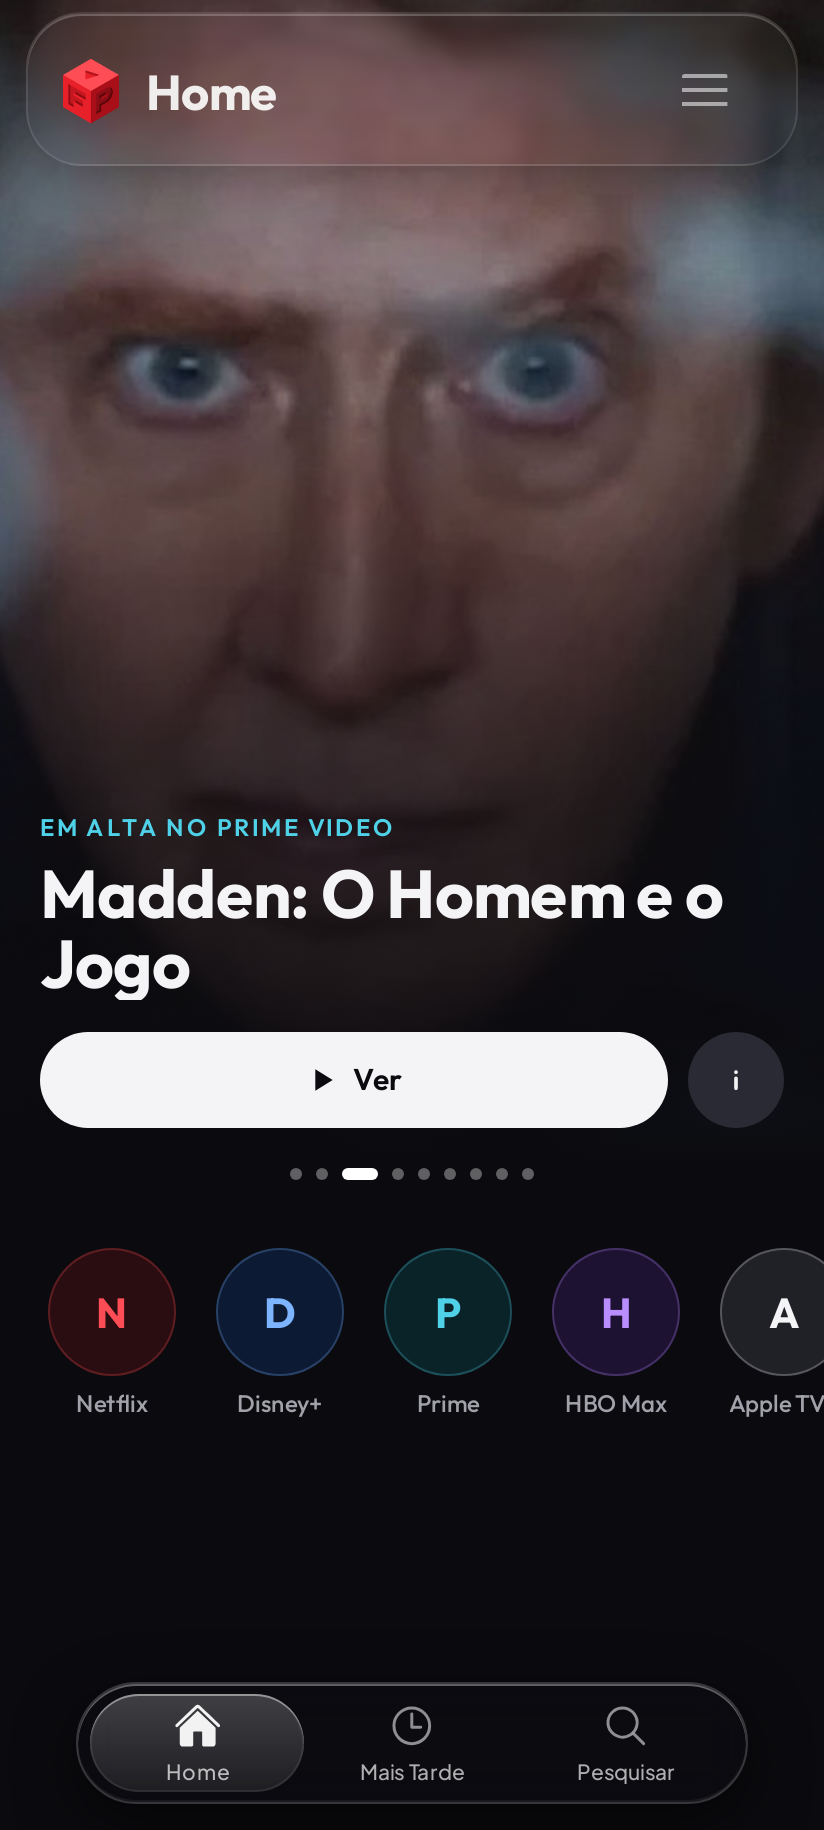 Home
EM ALTA NO PRIME VIDEO
Madden: O Homem e o
Jogo
Ver
i
N
D
P
H
A
Netflix
Disney+
Prime
HBO Max
Apple TV
Home
Mais Tarde
Pesquisar